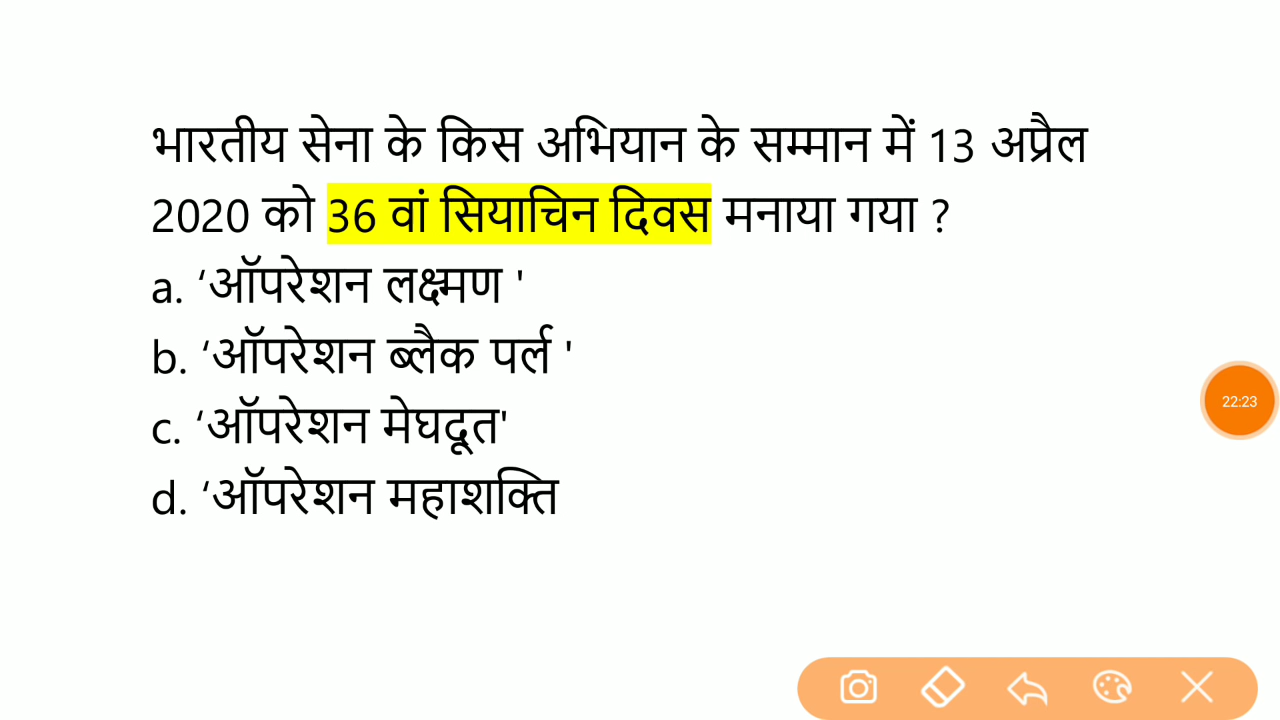 भारतीय सेना के किस अभियान के सम्मान में 13 अप्रैल
2020 को 36 वां सियाचिन दिवस मनाया गया ?
a. ‘ऑपरेशन लक्ष्मण '
b. ‘ऑपरेशन ब्लैक पर्ल '
c. ‘ऑपरेशन मेघदूत'
d. ‘ऑपरेशन महाशक्ति
22:23